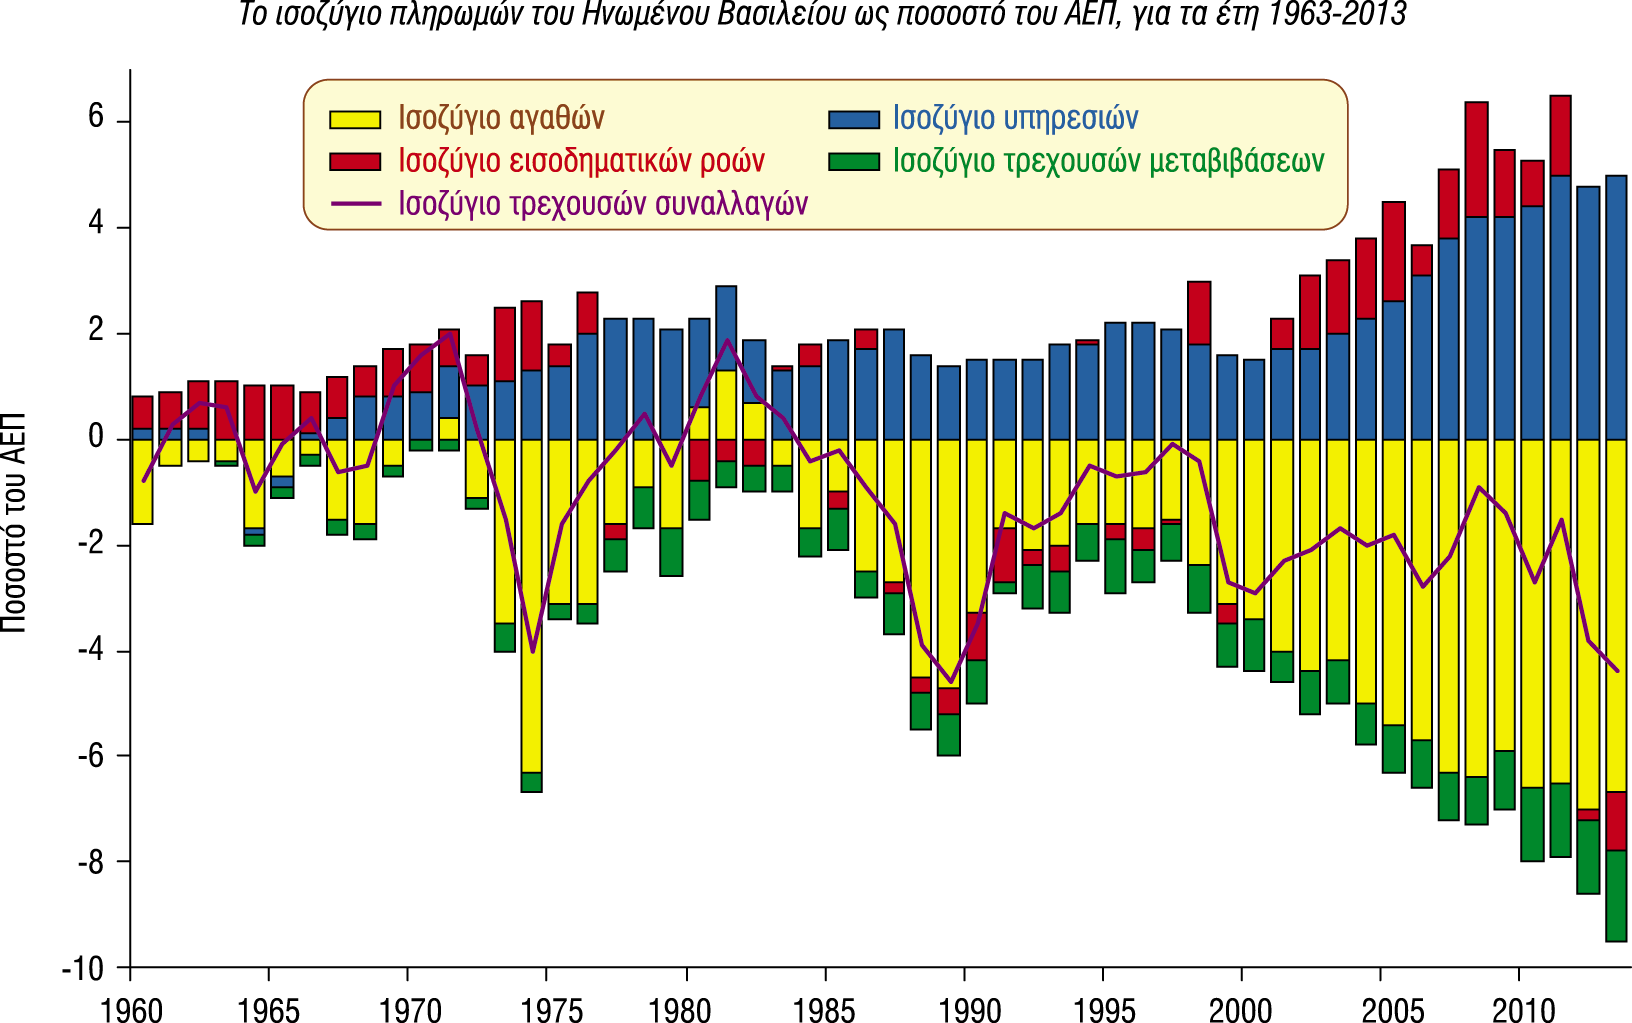 Το ισοζύγιο πληρωμών του Ηνωμένου Βασιλείου ως ποσοστό του ΑΕΠ, για τα έτη 1963-2013
Ισοζύγιο αγαθών
Ισοζύγιο υπηρεσιών
Ισοζύγιο εισοδηματικών ροών
Ισοζύγιο τρεχουσών μεταβιβάσεων
Ισοζύγιο τρεχουσών συναλλαγών
Ποσοστό του ΑΕΠ
6
4
2
0
-2
-4
-6
-8
-10
1960 1965 1970 1975 1980 1985 1990 1995 2000 2005 2010